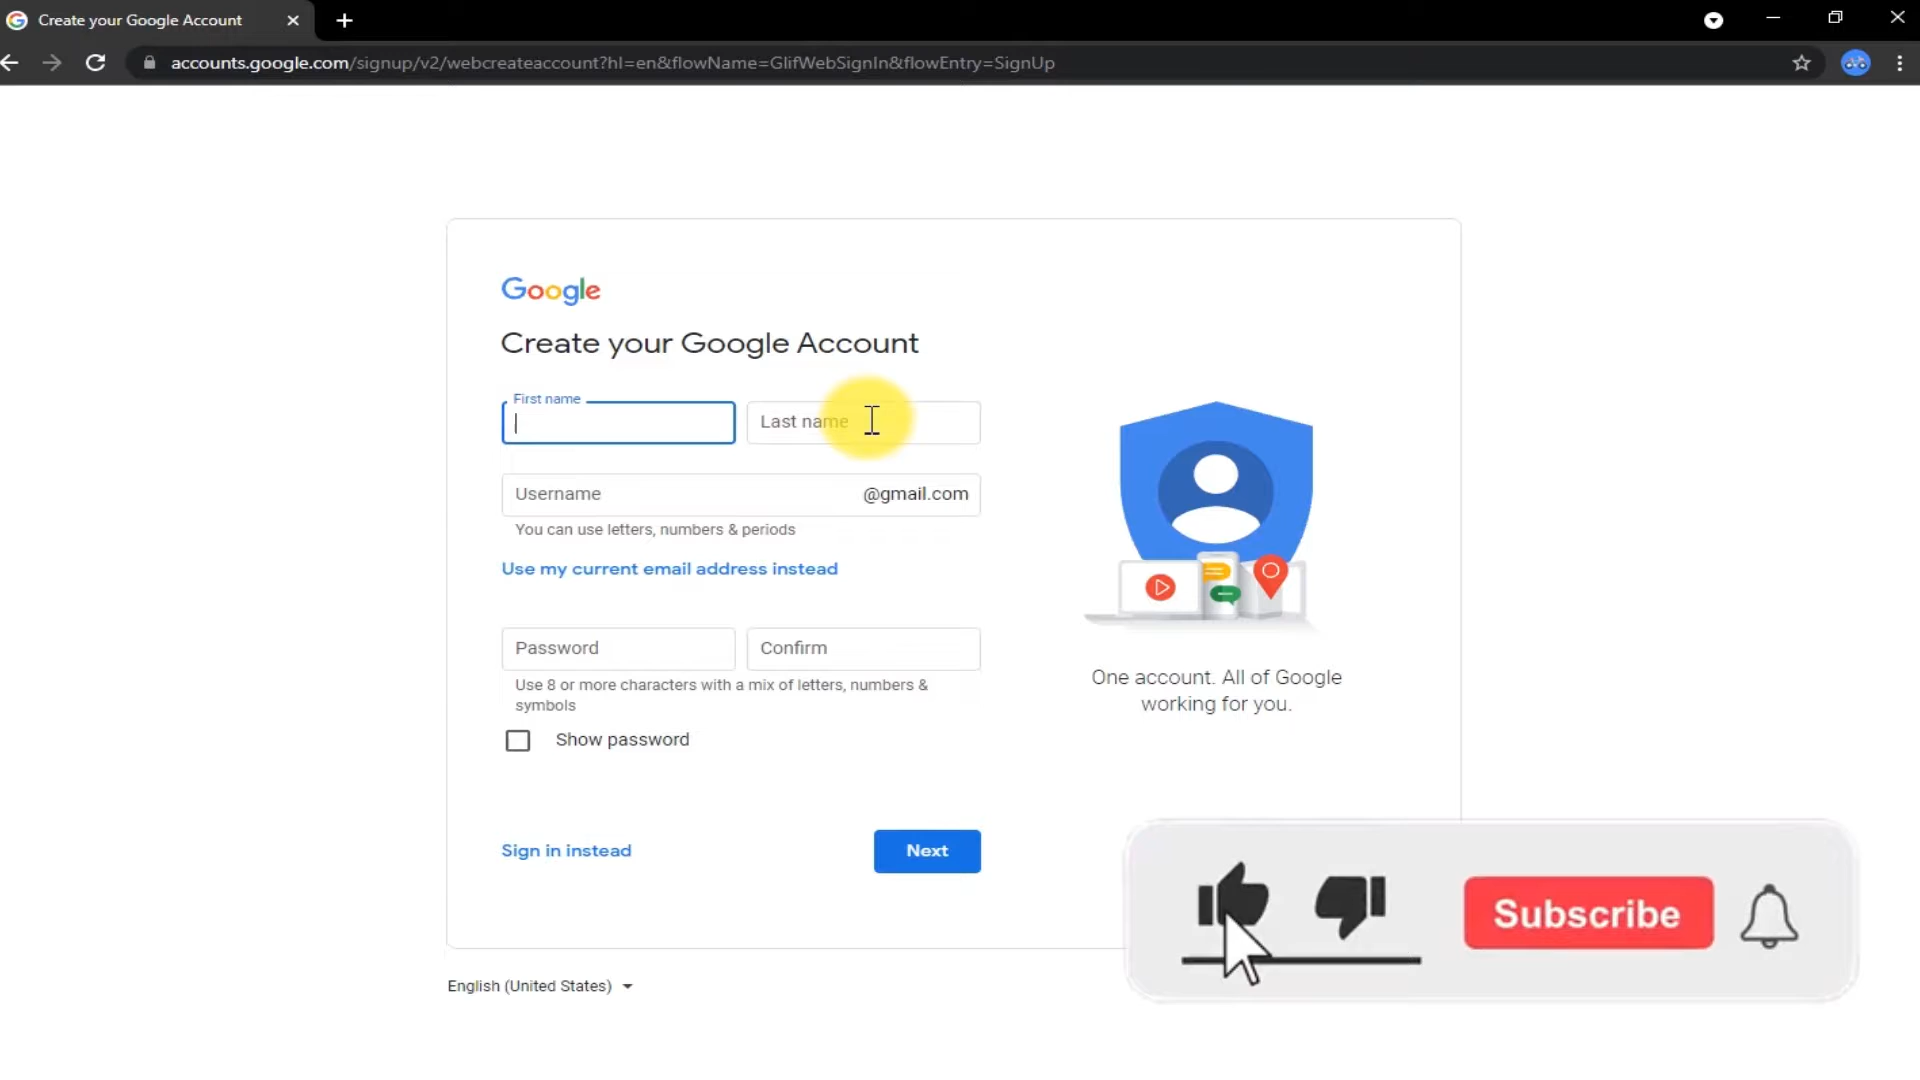 Create your Google Account
accounts.google.com/signup/v2/webcreateaccount?hl=en&flowName=GlifWebSignIn&flowEntry=SignUp
Google
Create your Google Account
First name
Last name
Username @gmail.com
You can use letters, numbers & periods
Use my current email address instead
Password Confirm
Use 8 or more characters with a mix of letters, numbers &
symbols
Show password
Sign in instead Next
One account. All of Google
working for you.
Subscribe
English (United States)